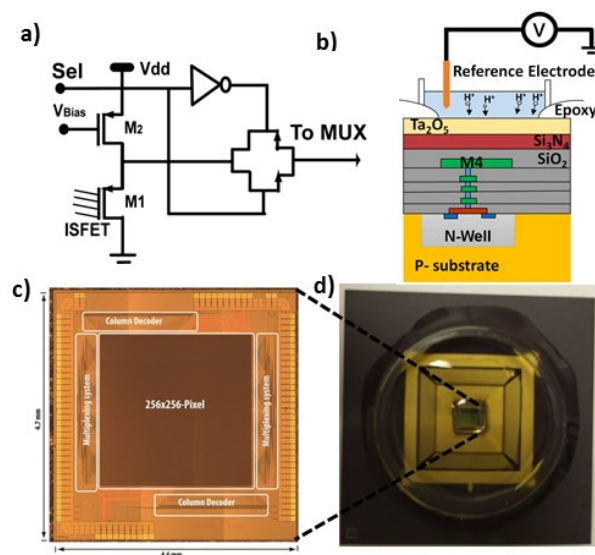 a)
Sel
Vdd
VBias
M2
To MUX
M1
ISFET
b)
V
Reference Electrode
H+ H+ H+ H+
Epoxy
Ta2O5
Si3N4
SiO2
M4
N-Well
P- substrate
c)
Column Decoder
Multiplexing system
256x256-Pixel
Multiplexing system
Column Decoder
4.7 mm
d)